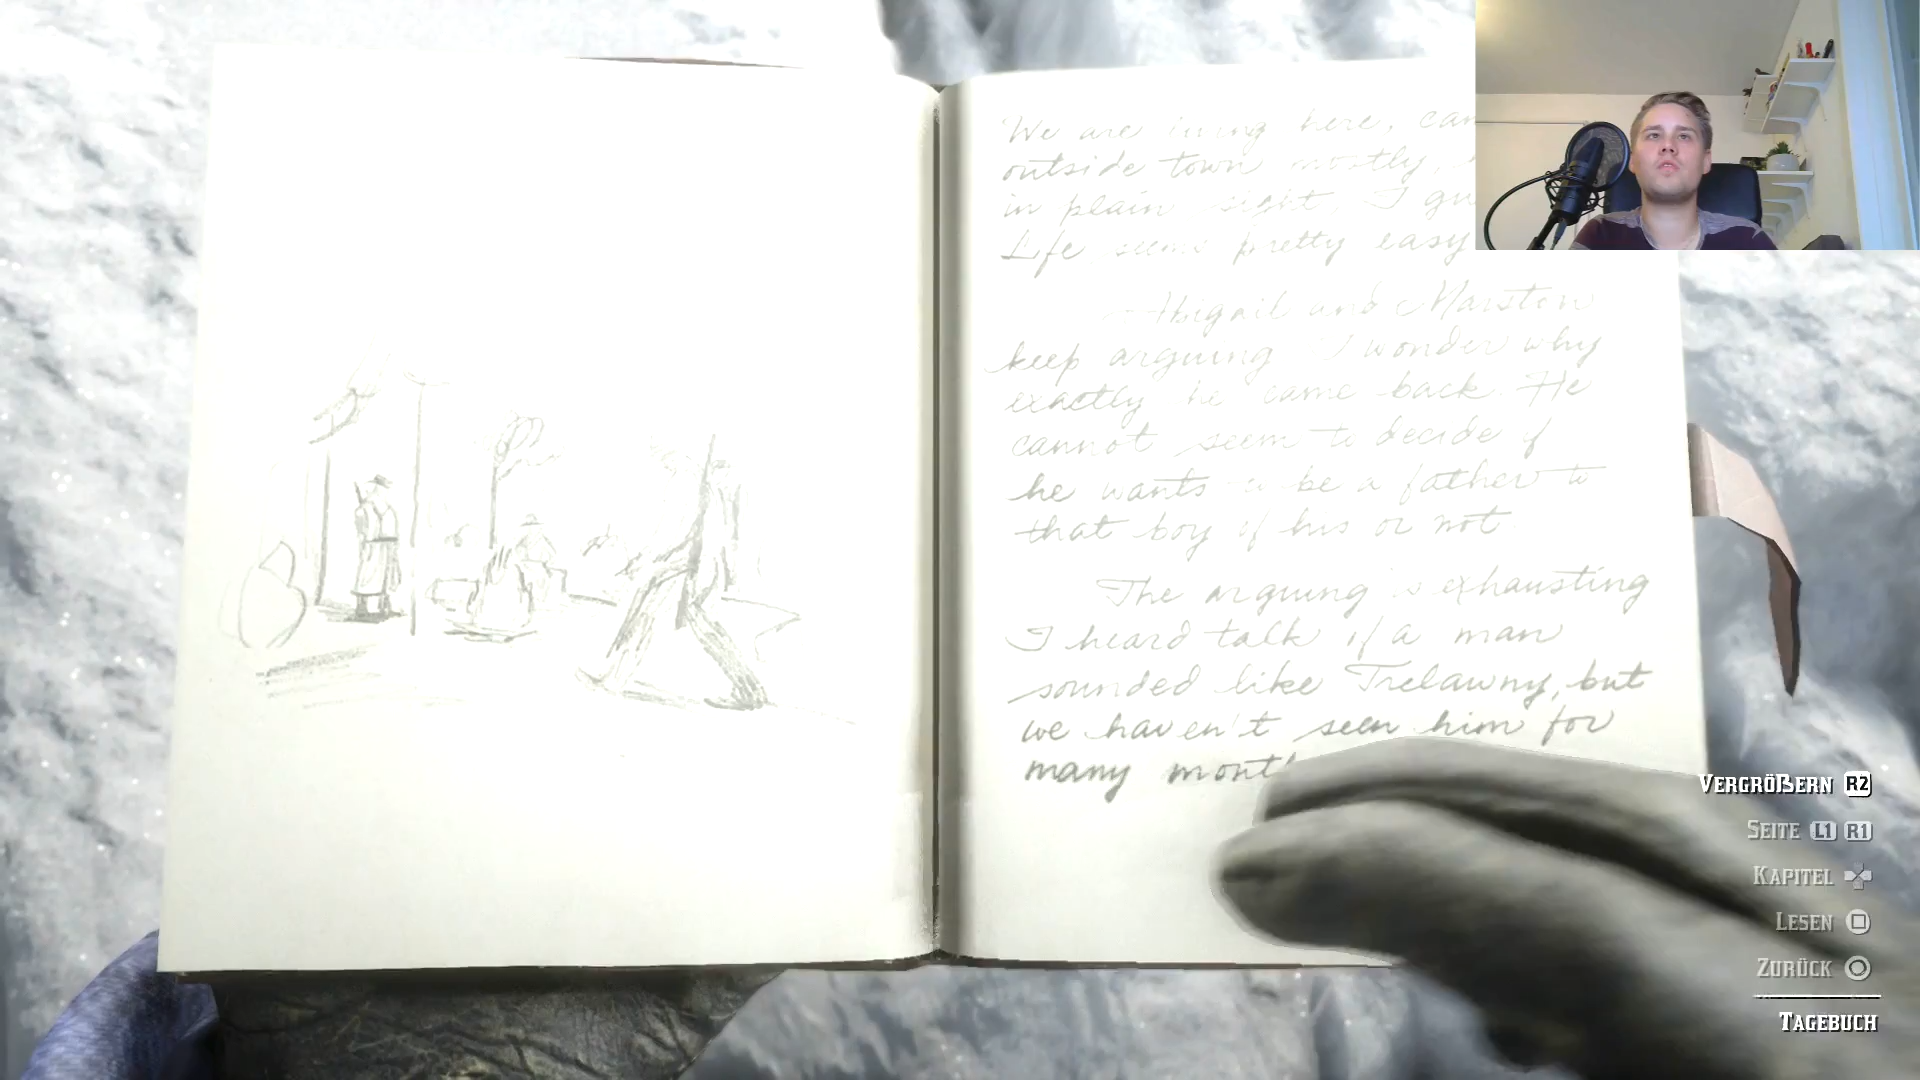 We are living here, cam
outside town mostly,
in plain sight. I gu
Life seems pretty easy
Abigail and Marston
keep arguing I wonder why
exactly he came back. He
cannot seem to decide if
he wants to be a father to
that boy of his or not.
The arguing is exhausting
I heard talk of a man
sounded like Trelawny, but
we haven't seen him for
many month
VERGRÖẞERN R2
SEITE L1 R1
KAPITEL
LESEN
ZURÜCK
TAGEBUCH